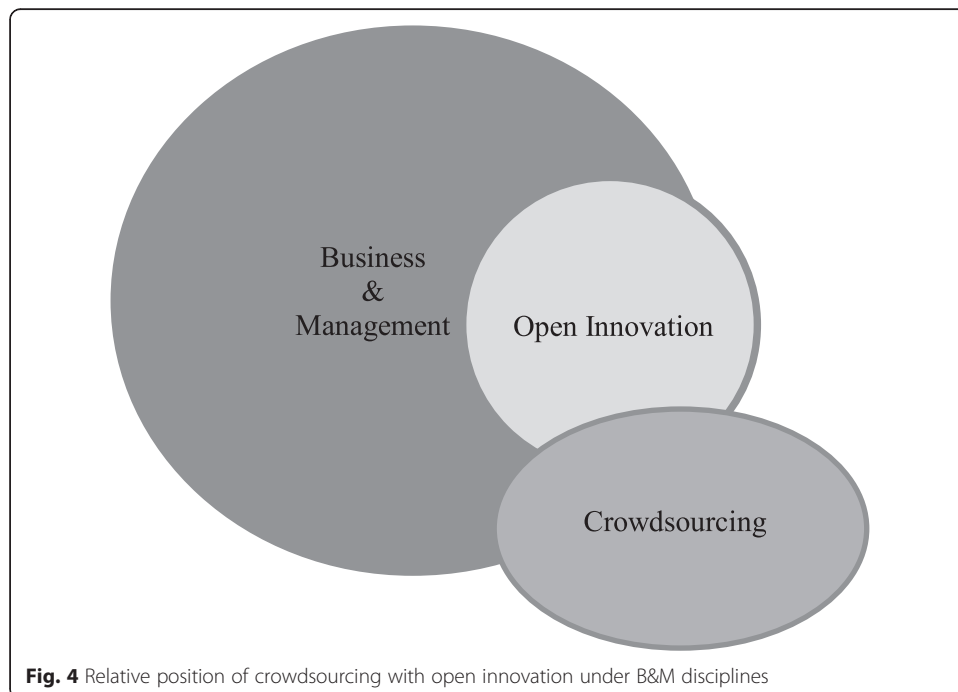 Business
&
Management
Open Innovation
Crowdsourcing
Fig. 4 Relative position of crowdsourcing with open innovation under B&M disciplines